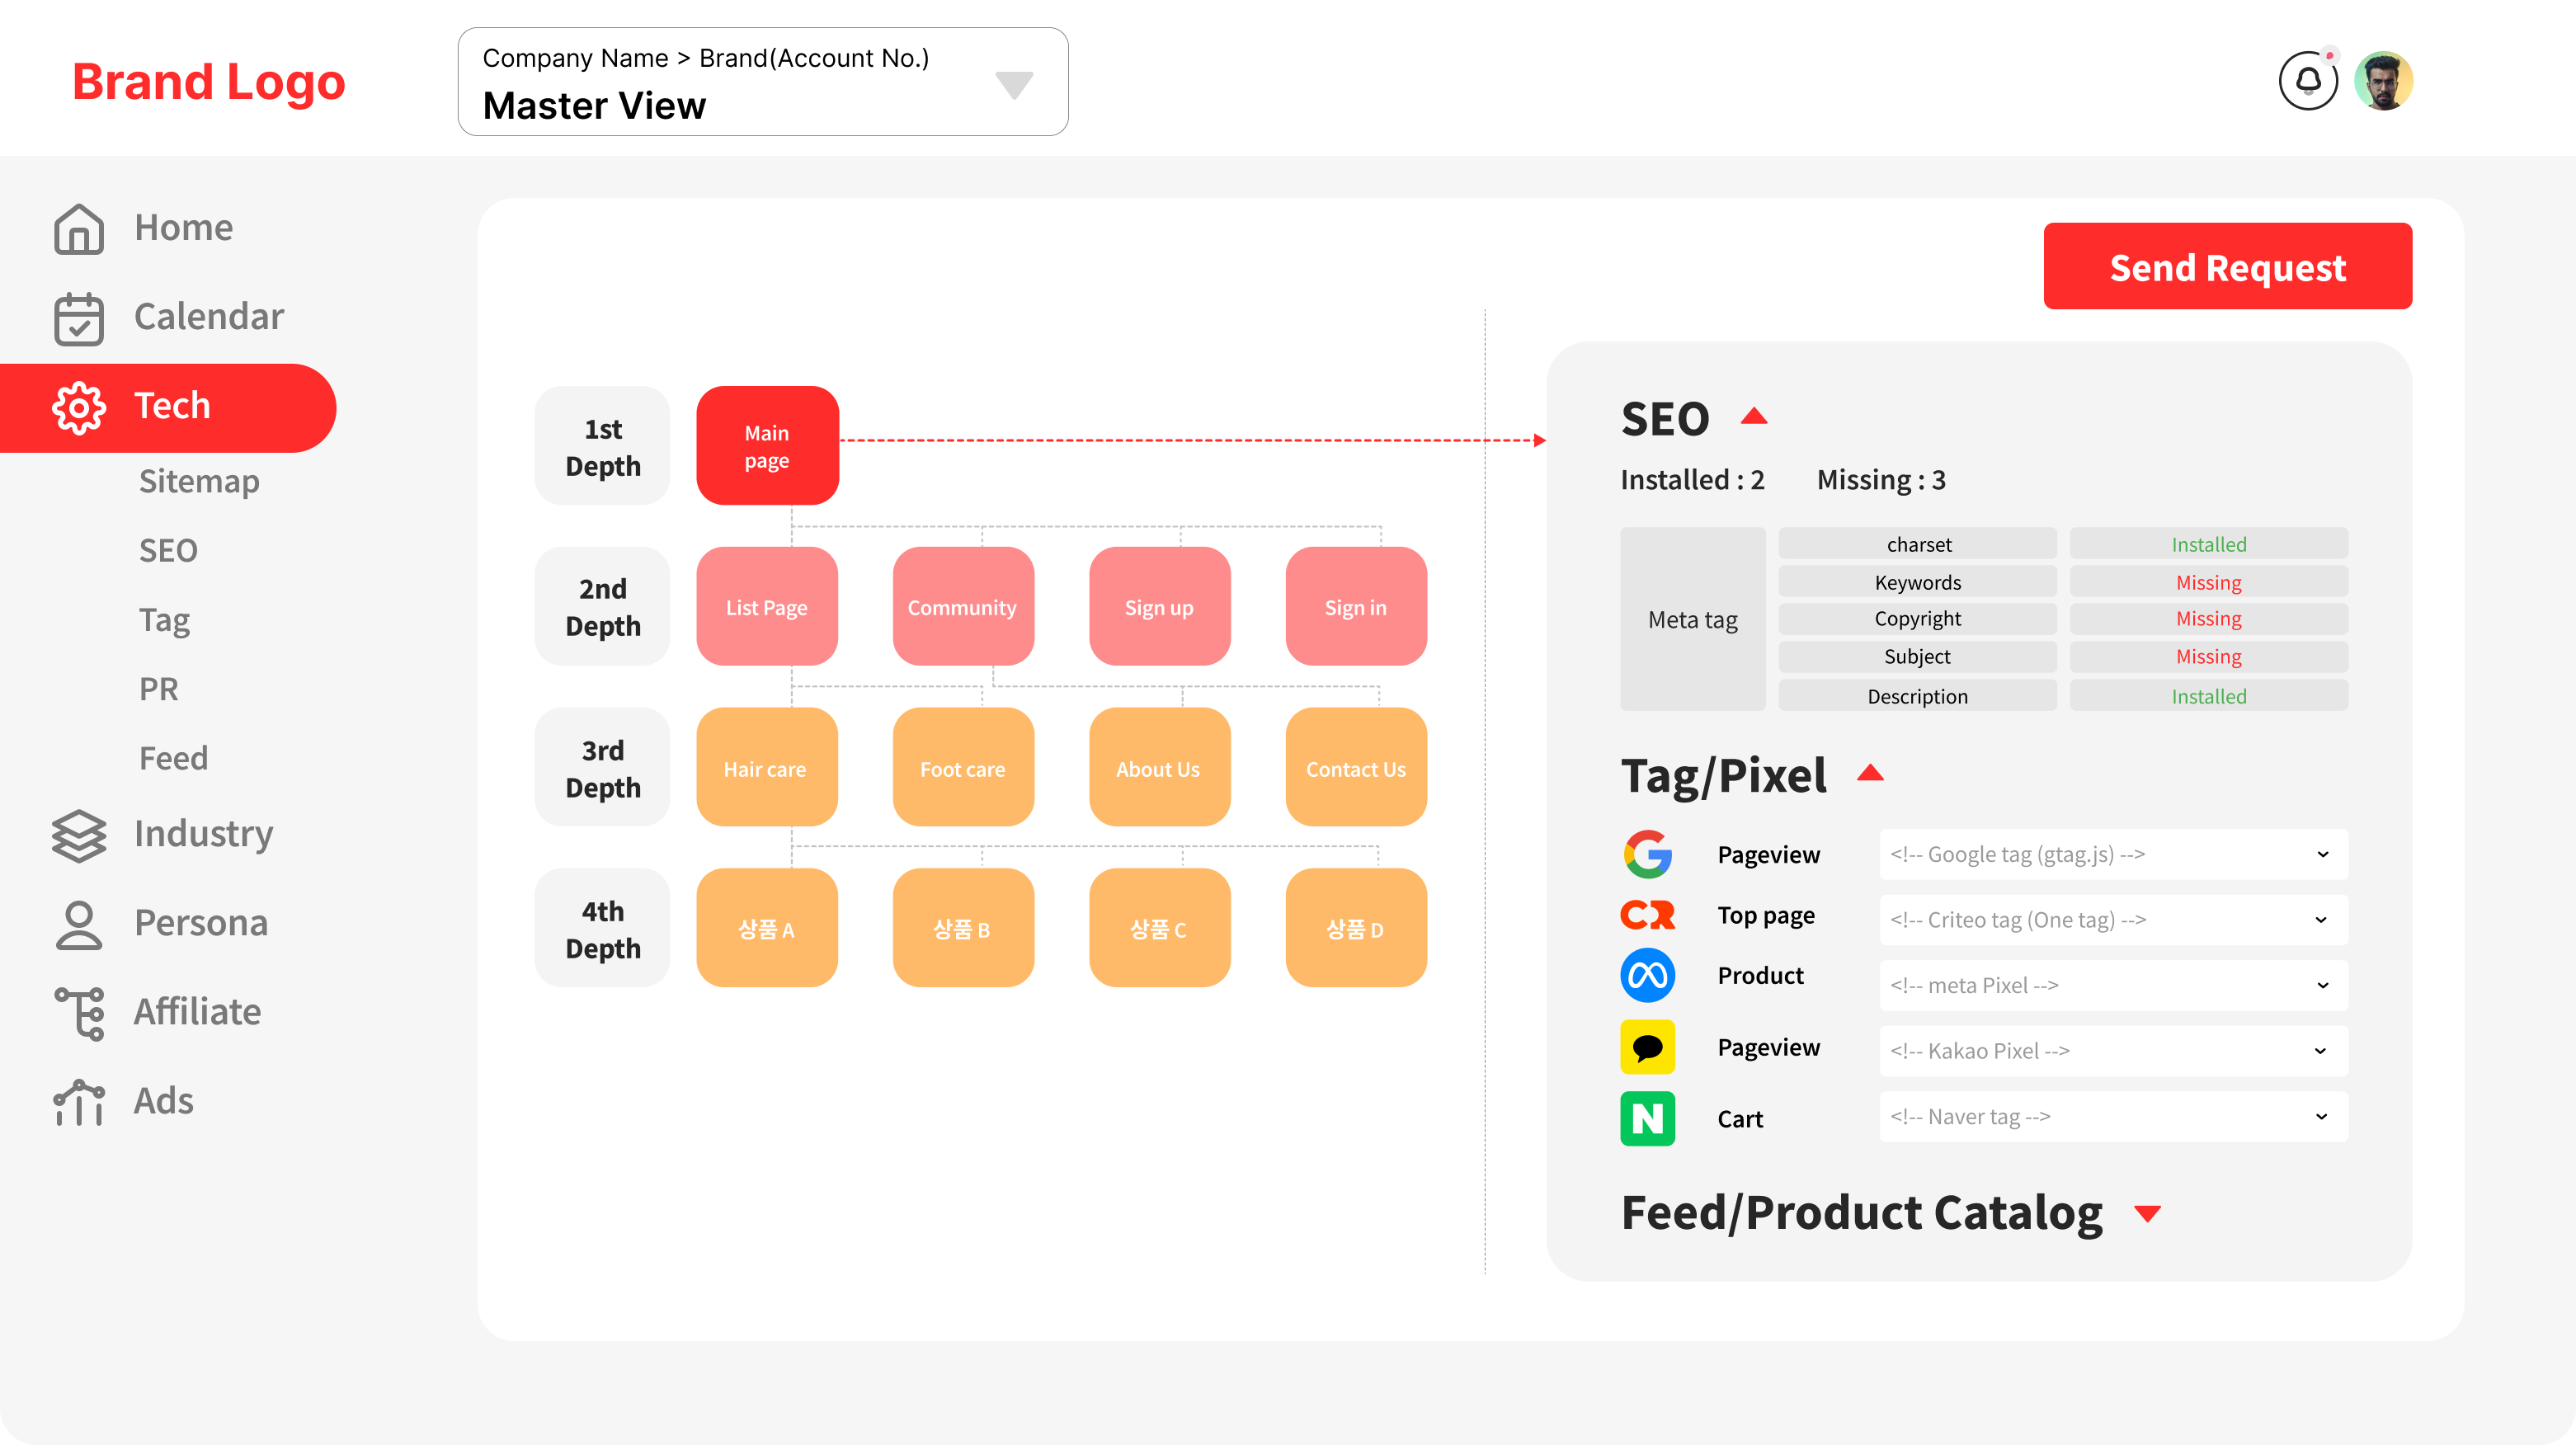 Brand Logo
Company Name > Brand(Account No.)
Master View
Home
Calendar
Tech
Sitemap
SEO
Tag
PR
Feed
Industry
Persona
Affiliate
Ads
Send Request
1st
Depth
Main
page
2nd
Depth
List Page
Community
Sign up
Sign in
3rd
Depth
Hair care
Foot care
About Us
Contact Us
4th
Depth
상품 A
상품 B
상품 C
상품 D
SEO
Installed : 2
Missing : 3
Meta tag
charset
Installed
Keywords
Missing
Copyright
Missing
Subject
Missing
Description
Installed
Tag/Pixel
Pageview
<!-- Google tag (gtag.js) -->
CR
Top page
<!-- Criteo tag (One tag) -->
Product
<!-- meta Pixel -->
Pageview
<!-- Kakao Pixel -->
N
Cart
<!-- Naver tag -->
Feed/Product Catalog